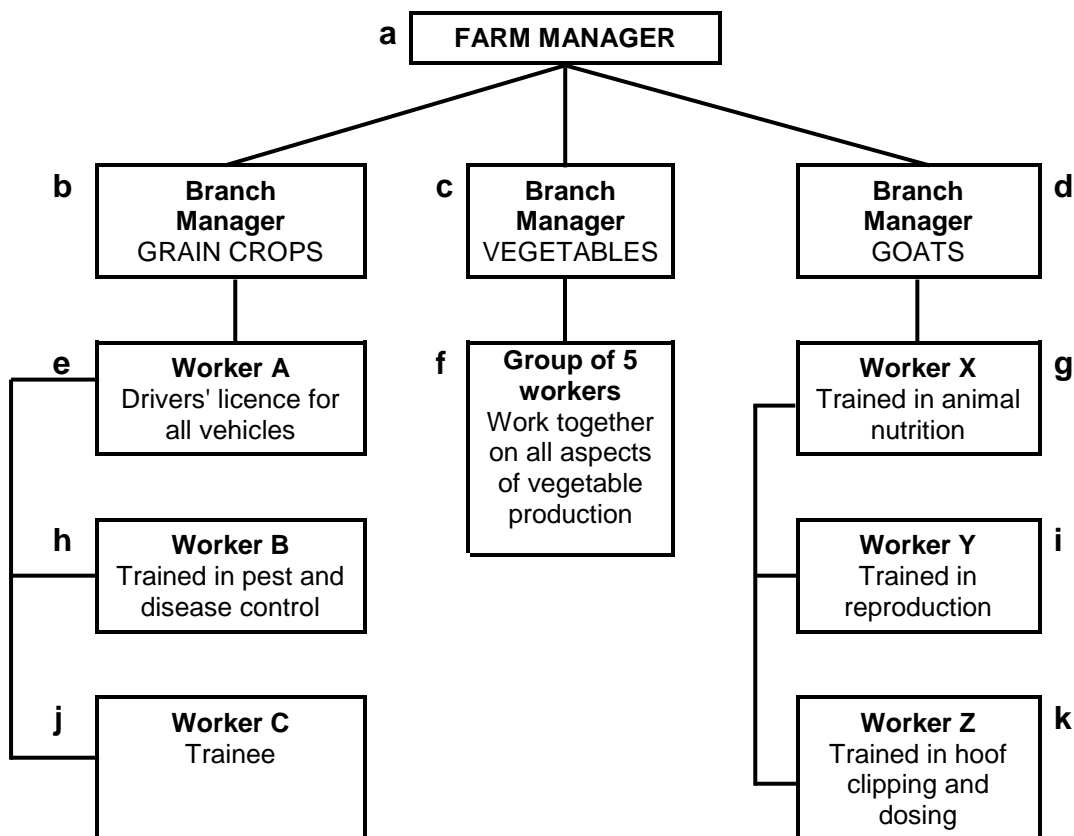 a
FARM MANAGER
b
Branch
Manager
GRAIN CROPS
c
Branch
Manager
VEGETABLES
Branch
Manager
GOATS
d
e
Worker A
Drivers' licence for
all vehicles
f
Group of 5
workers
Work together
on all aspects
of vegetable
production
Worker X
Trained in animal
nutrition
g
h
Worker B
Trained in pest and
disease control
Worker Y
Trained in
reproduction
i
j
Worker C
Trainee
Worker Z
Trained in hoof
clipping and
dosing
k